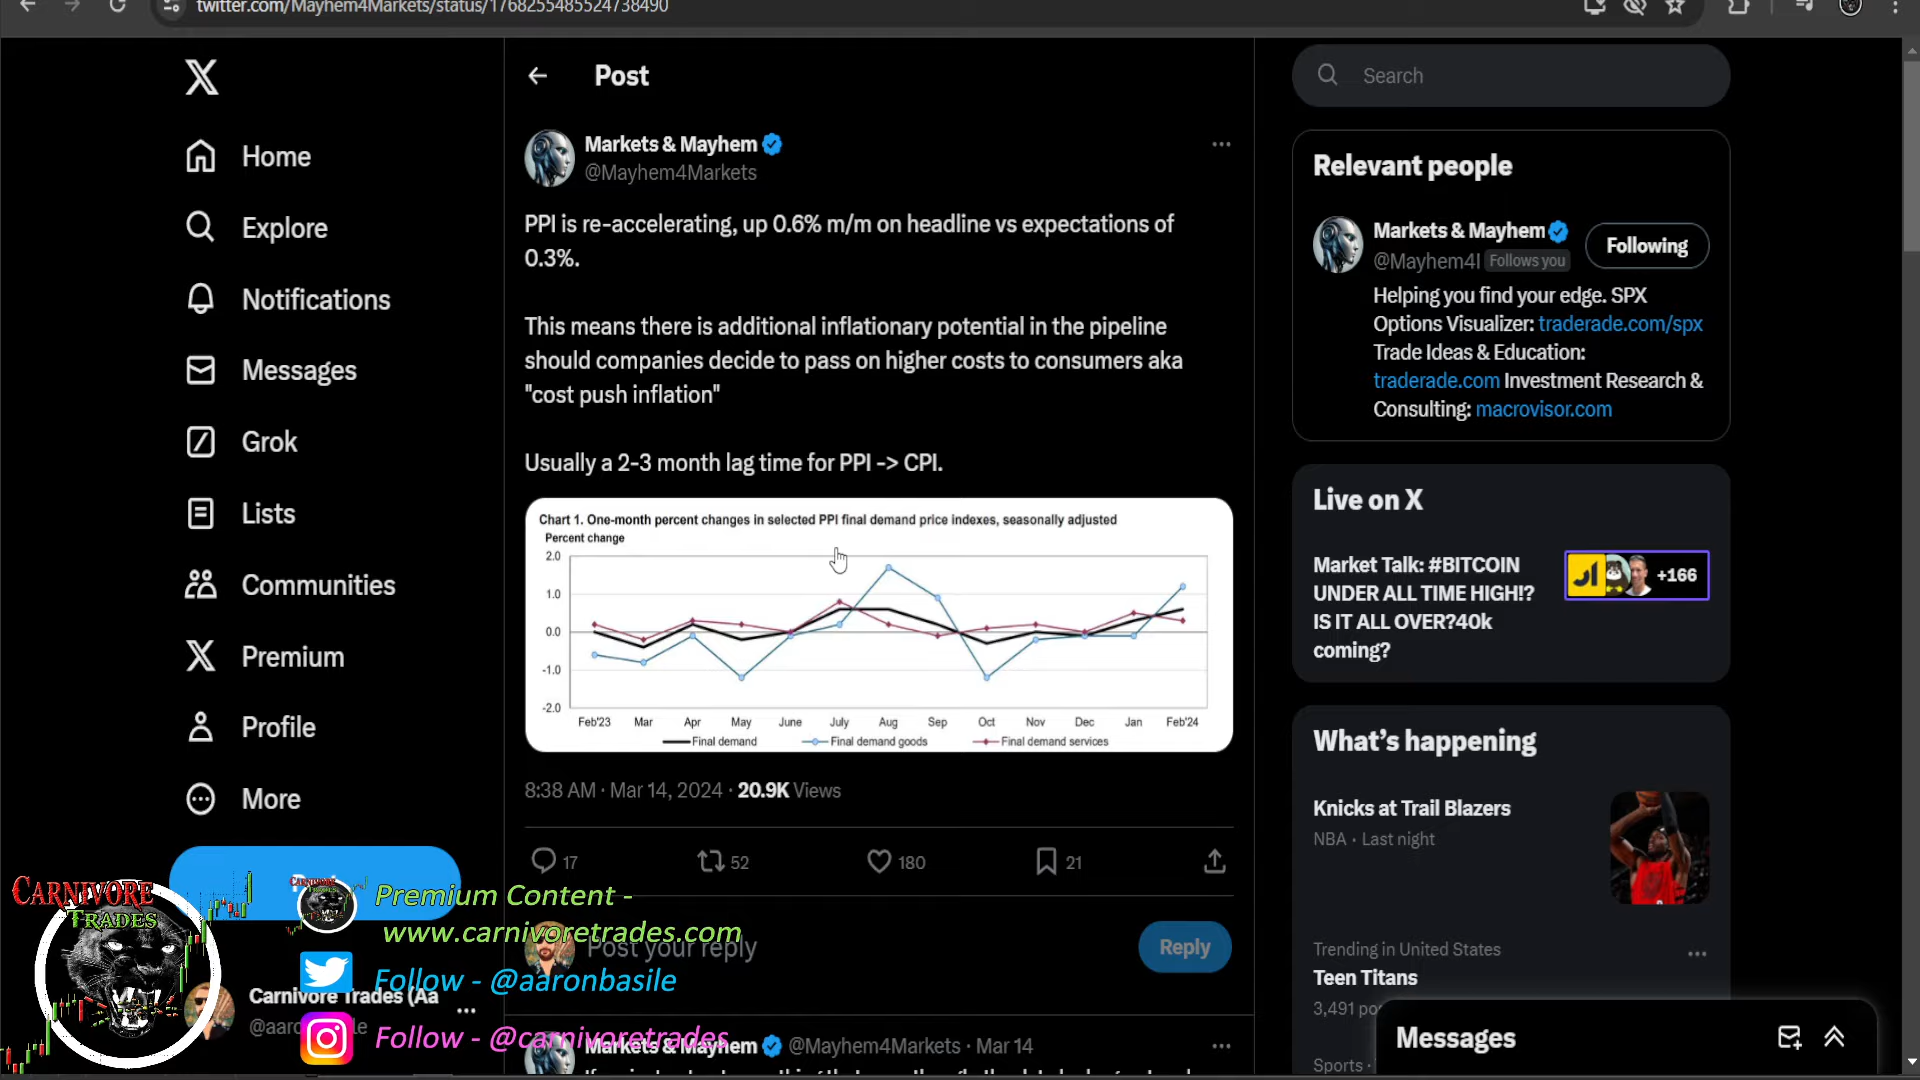 twitter.com/Mayhem4Markets/status/1768255485524738490
Home
Explore
Notifications
Messages
Grok
Lists
Communities
Premium
Profile
More
Carnivore Trades (Aa
Post
Markets & Mayhem
@Mayhem4Markets
PPI is re-accelerating, up 0.6% m/m on headline vs expectations of
0.3%.
This means there is additional inflationary potential in the pipeline
should companies decide to pass on higher costs to consumers aka
"cost push inflation"
Usually a 2-3 month lag time for PPI -> CPI.
Chart 1. One-month percent changes in selected PPI final demand price indexes, seasonally adjusted
Percent change
2.0
1.0
0.0
-1.0
-2.0
Feb'23 Mar Apr May June July Aug Sep Oct Nov Dec Jan Feb'24
Final demand Final demand goods Final demand services
8:38 AM · Mar 14, 2024 · 20.9K Views
17 52 180 21
Post your reply
Reply
Markets & Mayhem @Mayhem4Markets · Mar 14
Search
Relevant people
Markets & Mayhem
@Mayhem4I Follows you
Following
Helping you find your edge. SPX
Options Visualizer: traderade.com/spx
Trade Ideas & Education:
traderade.com Investment Research &
Consulting: macrovisor.com
Live on X
Market Talk: #BITCOIN
UNDER ALL TIME HIGH!?
IS IT ALL OVER?40k
coming?
+166
What's happening
Knicks at Trail Blazers
NBA · Last night
Trending in United States
Teen Titans
3,491 po
Sports ·
Messages
CARNIVORE
TRADES
Premium Content -
www.carnivoretrades.com
Follow - @aaronbasile
Follow - @carnivoretrades